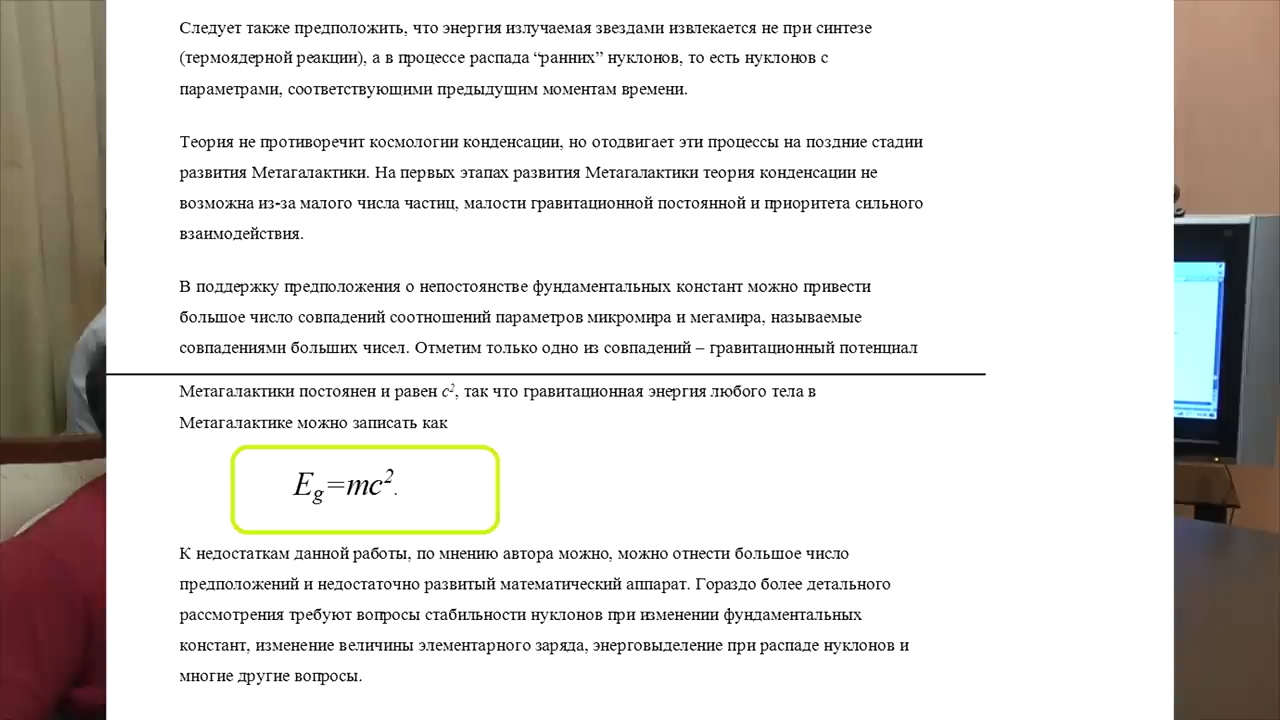 Следует также предположить, что энергия излучаемая звездами извлекается не при синтезе
(термоядерной реакции), а в процессе распада “ранних” нуклонов, то есть нуклонов с
параметрами, соответствующими предыдущим моментам времени.
Теория не противоречит космологии конденсации, но отодвигает эти процессы на поздние стадии
развития Метагалактики. На первых этапах развития Метагалактики теория конденсации не
возможна из-за малого числа частиц, малости гравитационной постоянной и приоритета сильного
взаимодействия.
В поддержку предположения о непостоянстве фундаментальных констант можно привести
большое число совпадений соотношений параметров микромира и мегамира, называемые
совпадениями больших чисел. Отметим только одно из совпадений – гравитационный потенциал
Метагалактики постоянен и равен c², так что гравитационная энергия любого тела в
Метагалактике можно записать как
E_g=mc².
К недостаткам данной работы, по мнению автора можно, можно отнести большое число
предположений и недостаточно развитый математический аппарат. Гораздо более детального
рассмотрения требуют вопросы стабильности нуклонов при изменении фундаментальных
констант, изменение величины элементарного заряда, энерговыделение при распаде нуклонов и
многие другие вопросы.